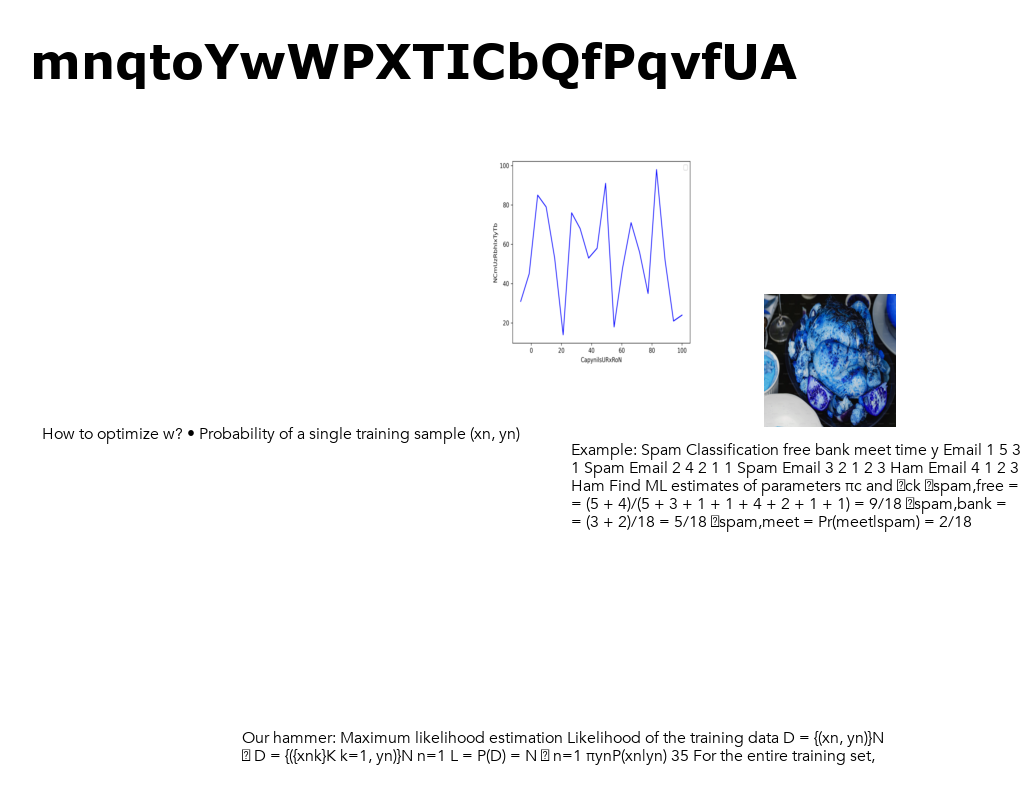 mnqtoYwWPXTICbQfPqvfUA
100
80
60
40
20
0 20 40 60 80 100
How to optimize w? • Probability of a single training sample (xn, yn)
Example: Spam Classification free bank meet time y Email 1 5 3
1 Spam Email 2 4 2 1 1 Spam Email 3 2 1 2 3 Ham Email 4 1 2 3
Ham Find ML estimates of parameters πc and ck spam,free =
= (5 + 4)/(5 + 3 + 1 + 1 + 4 + 2 + 1 + 1) = 9/18 spam,bank =
= (3 + 2)/18 = 5/18 spam,meet = Pr(meet|spam) = 2/18
Our hammer: Maximum likelihood estimation Likelihood of the training data D = {(xn, yn)}N
D = {({xnk}K k=1, yn)}N n=1 L = P(D) = N n=1 πynP(xn|yn) 35 For the entire training set,